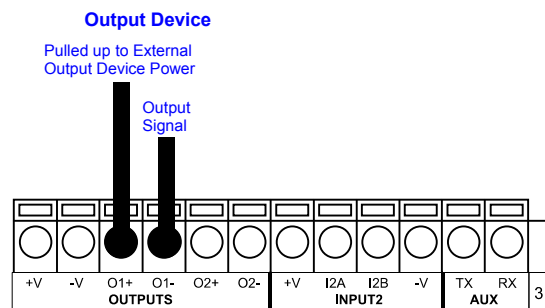 Output Device
Pulled up to External
Output Device Power
Output
Signal
+V -V O1+ O1- O2+ O2- +V I2A I2B -V TX RX
OUTPUTS INPUT2 AUX
3